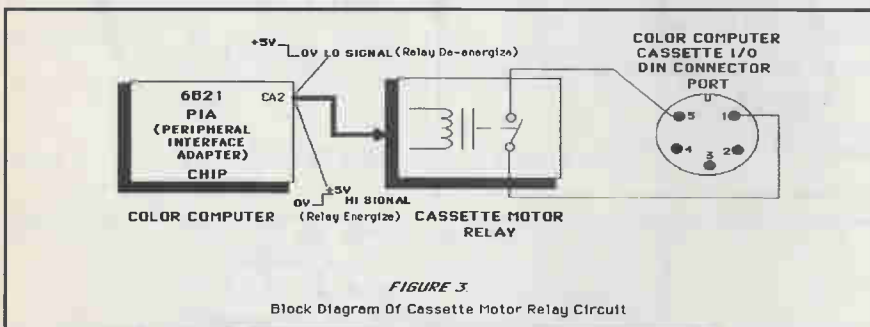 +5V
0V LO SIGNAL (Relay De-energize)
6821
CA2
PIA
(PERIPHERAL
INTERFACE
ADAPTER)
CHIP
±5V
0V
HI SIGNAL
(Relay Energize)
COLOR COMPUTER
CASSETTE MOTOR
RELAY
COLOR COMPUTER
CASSETTE I/O
DIN CONNECTOR
PORT
5
1
4
2
3
FIGURE 3.
Block Diagram Of Cassette Motor Relay Circuit